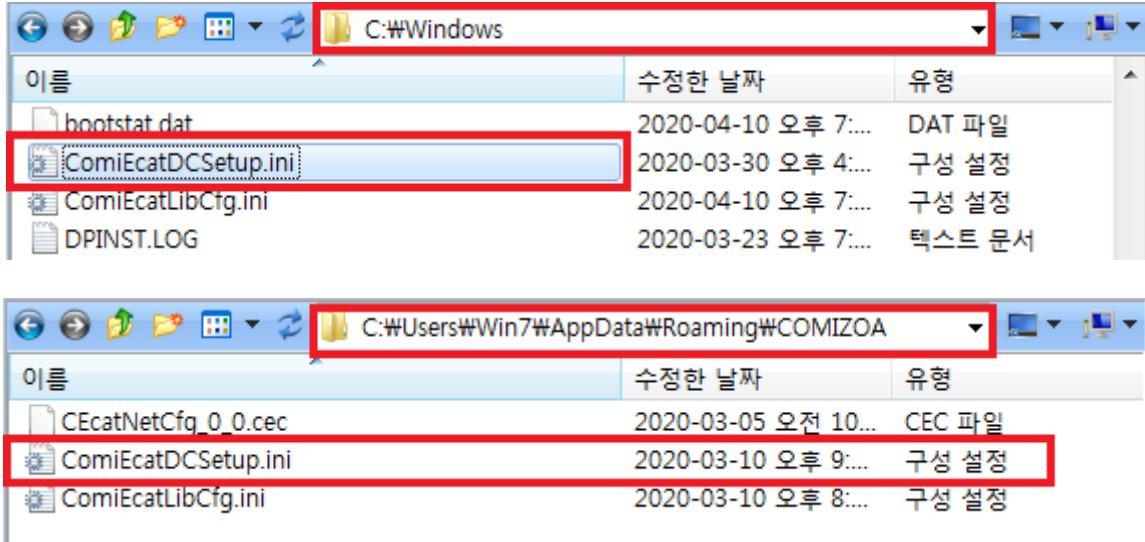 C:₩Windows
이름 수정한 날짜 유형
bootstat.dat 2020-04-10 오후 7:... DAT 파일
ComiEcatDCSetup.ini 2020-03-30 오후 4:... 구성 설정
ComiEcatLibCfg.ini 2020-04-10 오후 7:... 구성 설정
DPINST.LOG 2020-03-23 오후 7:... 텍스트 문서
C:₩Users₩Win7₩AppData₩Roaming₩COMIZOA
이름 수정한 날짜 유형
CEcatNetCfg_0_0.cec 2020-03-05 오전 10... CEC 파일
ComiEcatDCSetup.ini 2020-03-10 오후 9:... 구성 설정
ComiEcatLibCfg.ini 2020-03-10 오후 8:... 구성 설정